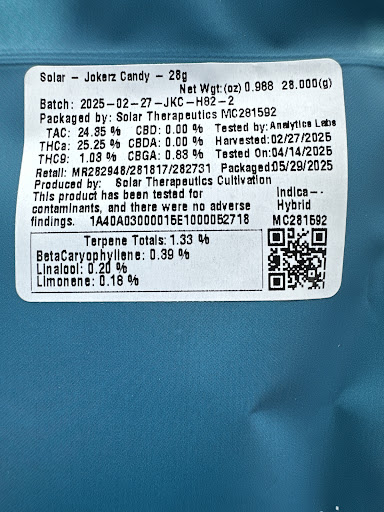 Solar - Jokerz Candy - 28g
Net Wgt:(oz) 0.988 28.000(g)
Batch: 2025-02-27-JKC-H82-2
Packaged by: Solar Therapeutics MC281592
TAC: 24.85 % CBD: 0.00 % Tested by: Analytics Labs
THCa: 25.25 % CBDA: 0.00 % Harvested: 02/27/2025
THC9: 1.03 % CBGA: 0.83 % Tested On: 04/14/2025
Retail: MR282948/281817/282731 Packaged: 05/29/2025
Produced by: Solar Therapeutics Cultivation
This product has been tested for
contaminants, and there were no adverse
findings. 1A40A03000015E1000052718
Indica-
Hybrid
MC281592
Terpene Totals: 1.33 %
BetaCaryophyllene: 0.39 %
Linalool: 0.20 %
Limonene: 0.18 %